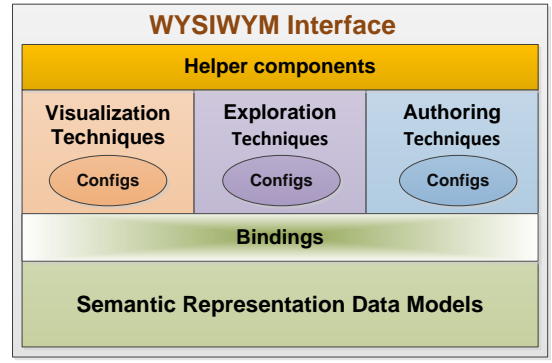 WYSIWYM Interface
Helper components
Visualization
Techniques
Configs
Exploration
Techniques
Configs
Authoring
Techniques
Configs
Bindings
Semantic Representation Data Models